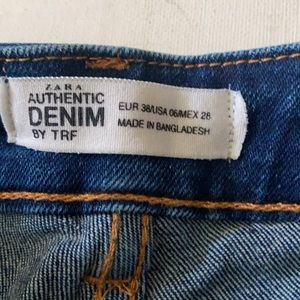 ZARA
AUTHENTIC
DENIM
BY TRF
EUR 38/USA 06/MEX 28
MADE IN BANGLADESH